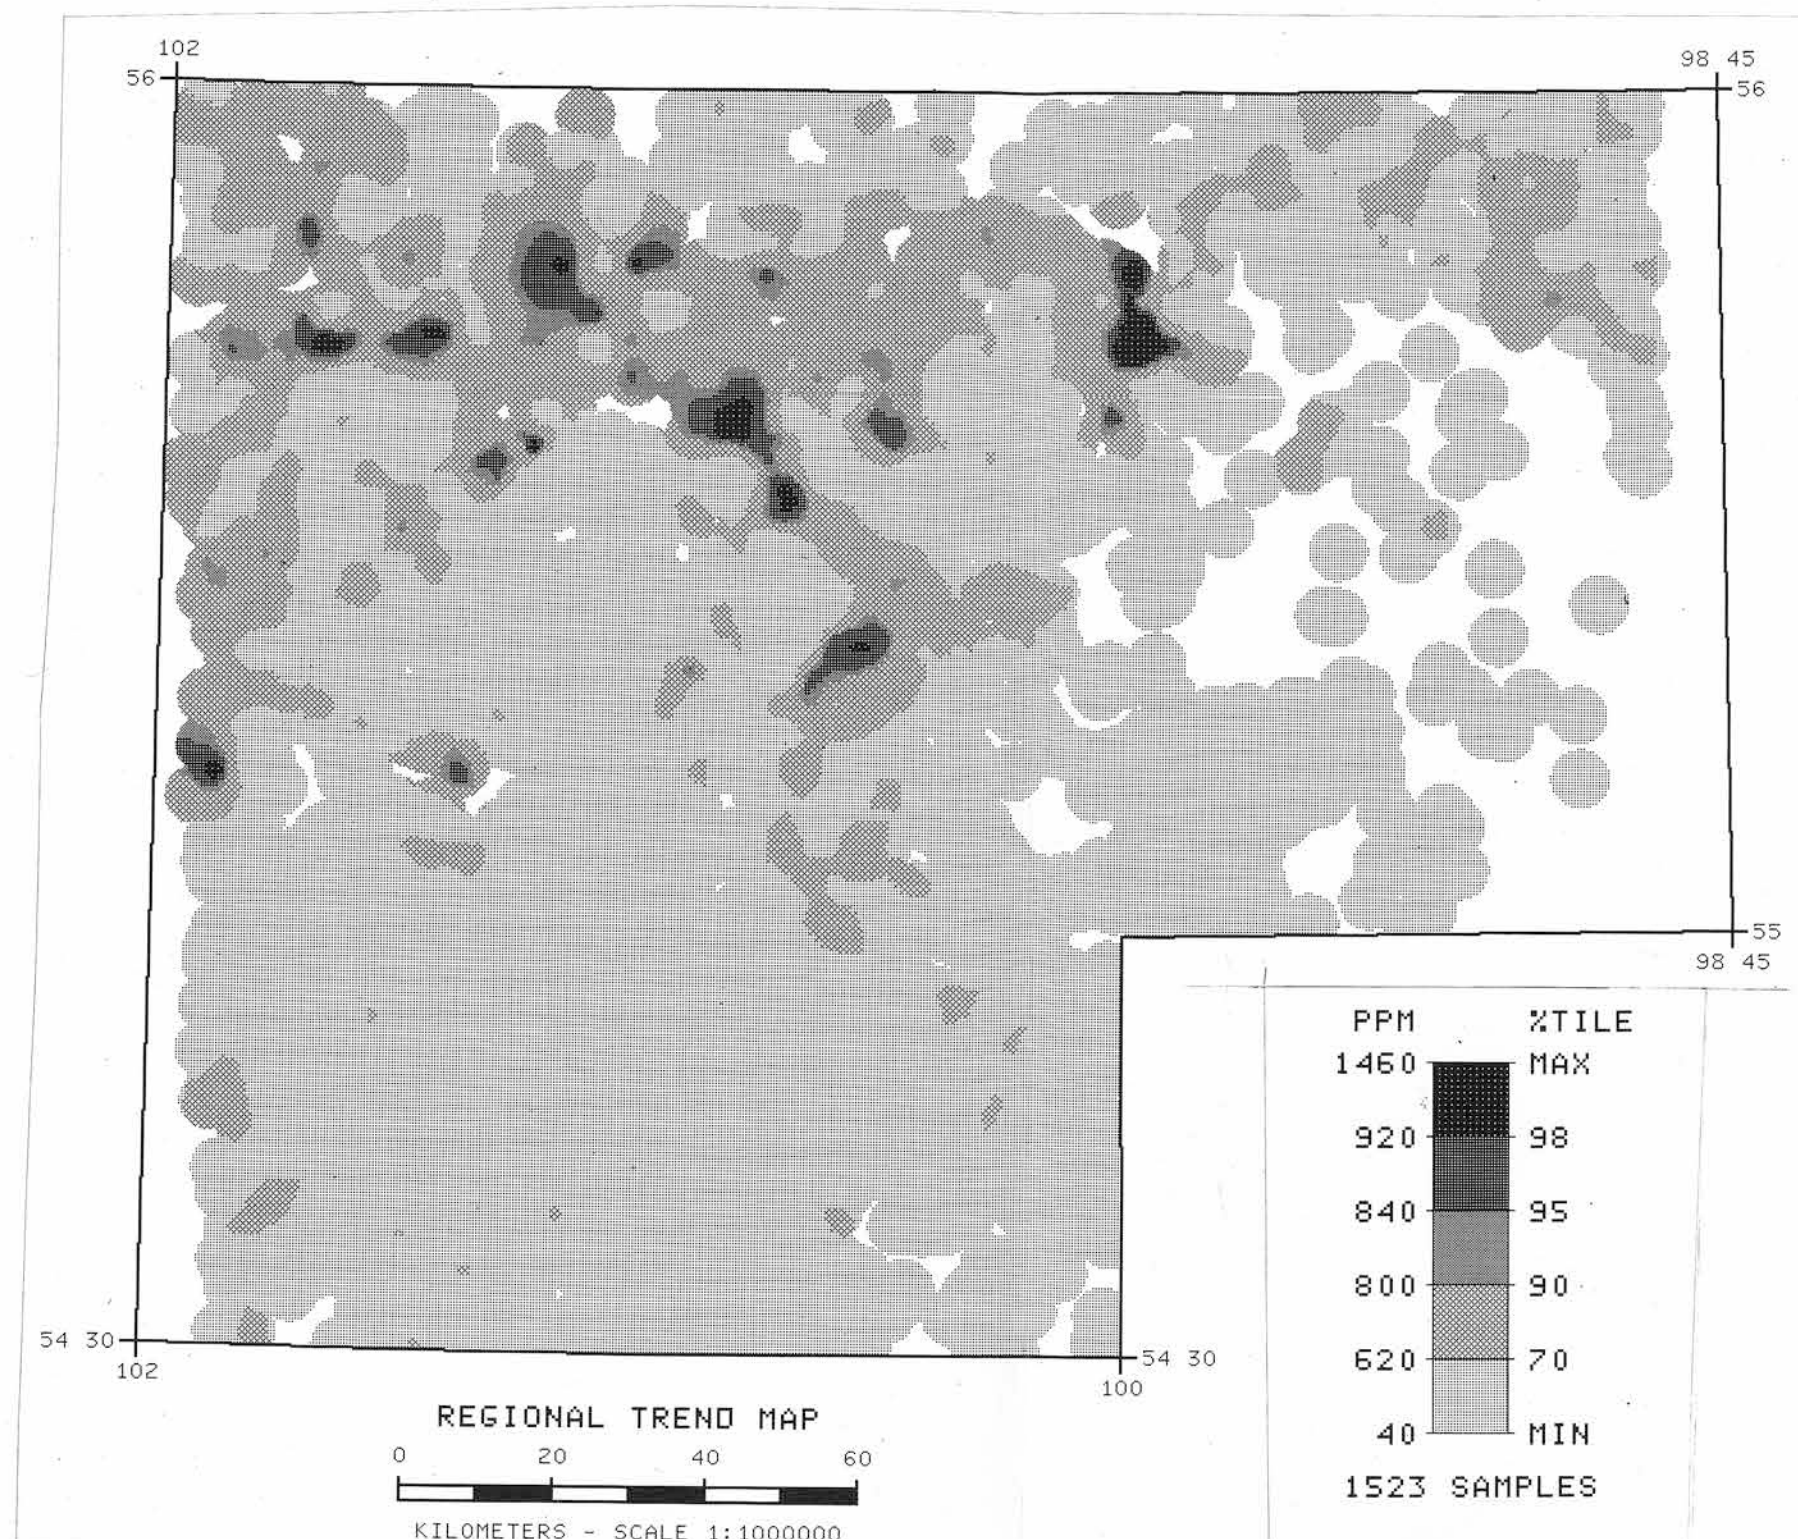 102
98 45
56
56
55
98 45
54 30
102
54 30
100
REGIONAL TREND MAP
0 20 40 60
KILOMETERS - SCALE 1:1000000
PPM %TILE
1460 MAX
920 98
840 95
800 90
620 70
40 MIN
1523 SAMPLES